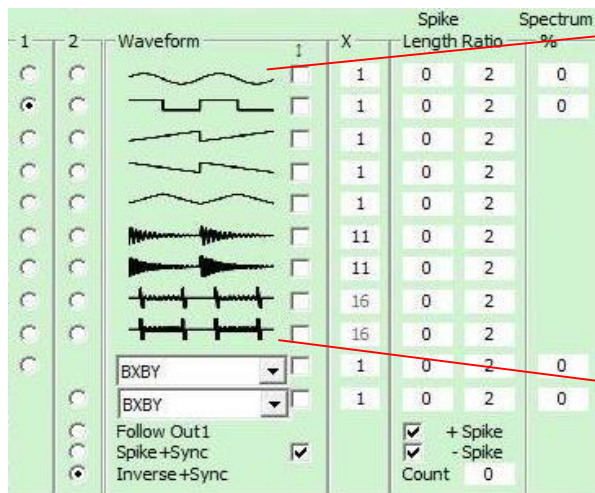 Spike Spectrum
1 2 Waveform ↕ X Length Ratio %
1 0 2 0
1 0 2 0
1 0 2
1 0 2
1 0 2
11 0 2
11 0 2
16 0 2
16 0 2
BXBY 1 0 2 0
BXBY 1 0 2 0
Follow Out1 + Spike
Spike+Sync - Spike
Inverse+Sync Count 0